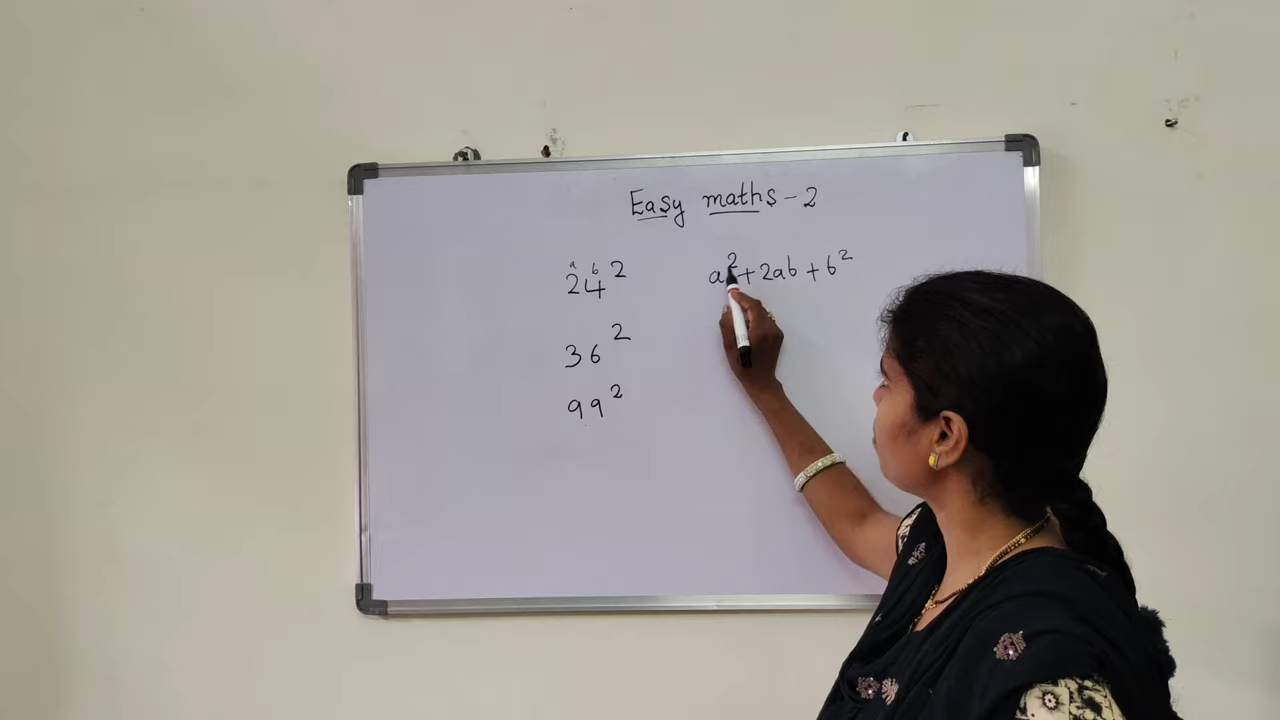 Easy maths - 2
a b
24² a² + 2ab + b²
36²
99²